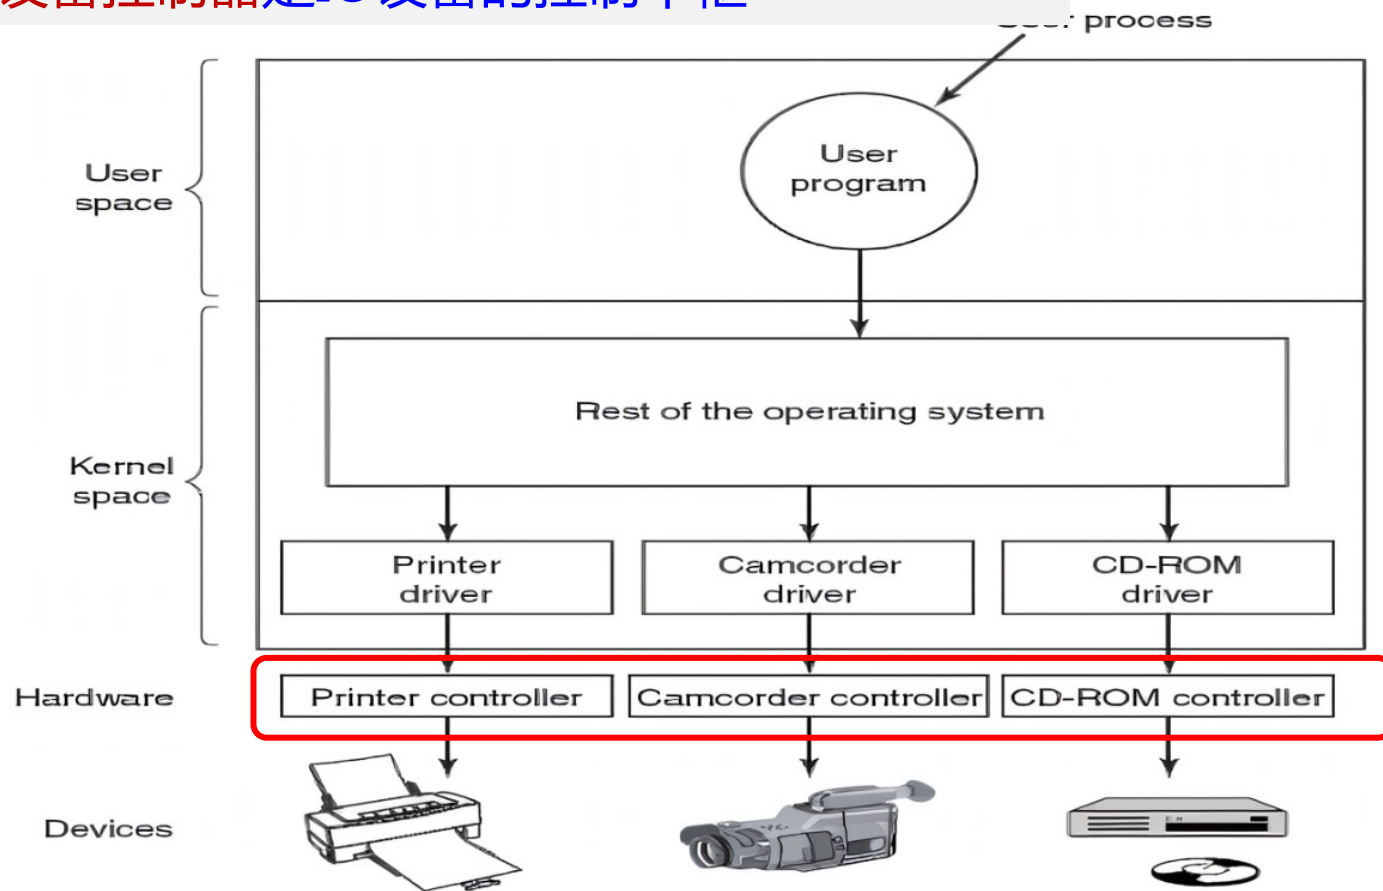 process
User
program
User
space
Rest of the operating system
Kernel
space
Printer
driver
Camcorder
driver
CD-ROM
driver
Hardware
Printer controller
Camcorder controller
CD-ROM controller
Devices